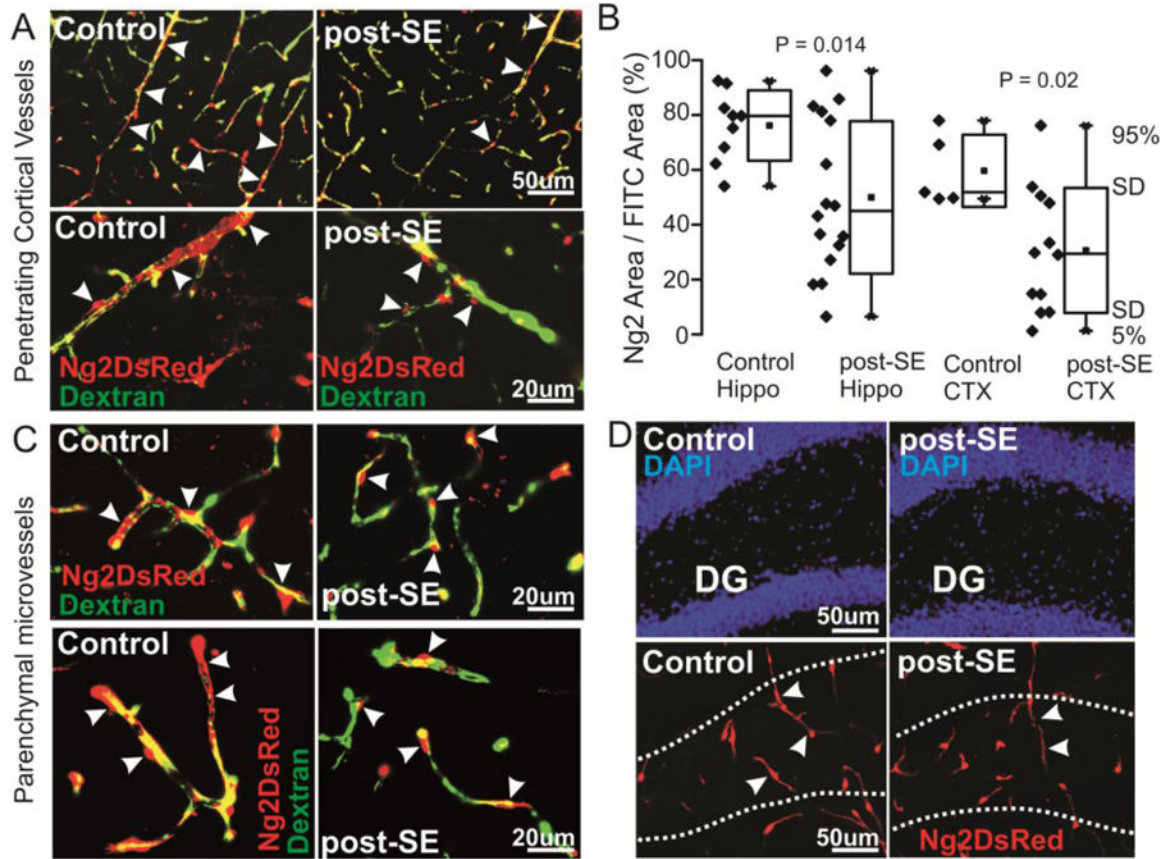 A
Control
post-SE
50um
Penetrating Cortical Vessels
Control
post-SE
Ng2DsRed
Dextran
Ng2DsRed
Dextran
20um
B
P = 0.014
P = 0.02
Ng2 Area / FITC Area (%)
100
80
60
40
20
0
95%
SD
SD
5%
Control
Hippo
post-SE
Hippo
Control
CTX
post-SE
CTX
C
Parenchymal microvessels
Control
Ng2DsRed
Dextran
post-SE
20um
Control
Ng2DsRed
Dextran
post-SE
20um
D
Control
DAPI
DG
50um
post-SE
DAPI
DG
Control
50um
post-SE
Ng2DsRed